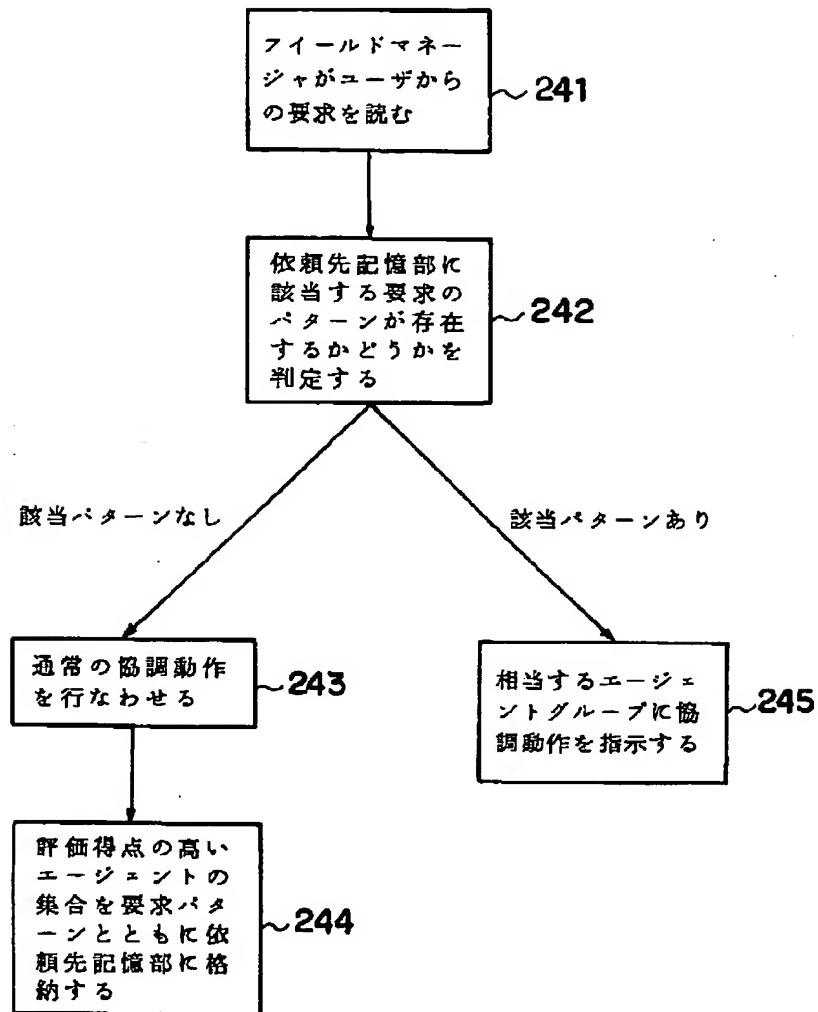 フイールドマネー
ジャがユーザから
の要求を読む
241
依頼先記憶部に
該当する要求の
パターンが存在
するかどうかを
判定する
242
該当パターンなし
該当パターンあり
通常の協調動作
を行なわせる
243
相当するエージェ
ントグループに協
調動作を指示する
245
評価得点の高い
エージェントの
集合を要求パタ
ーンとともに依
頼先記憶部に格
納する
244